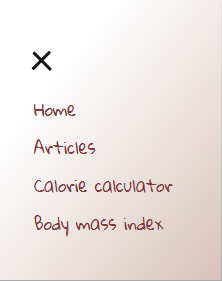 Home
Articles
Calorie calculator
Body mass index